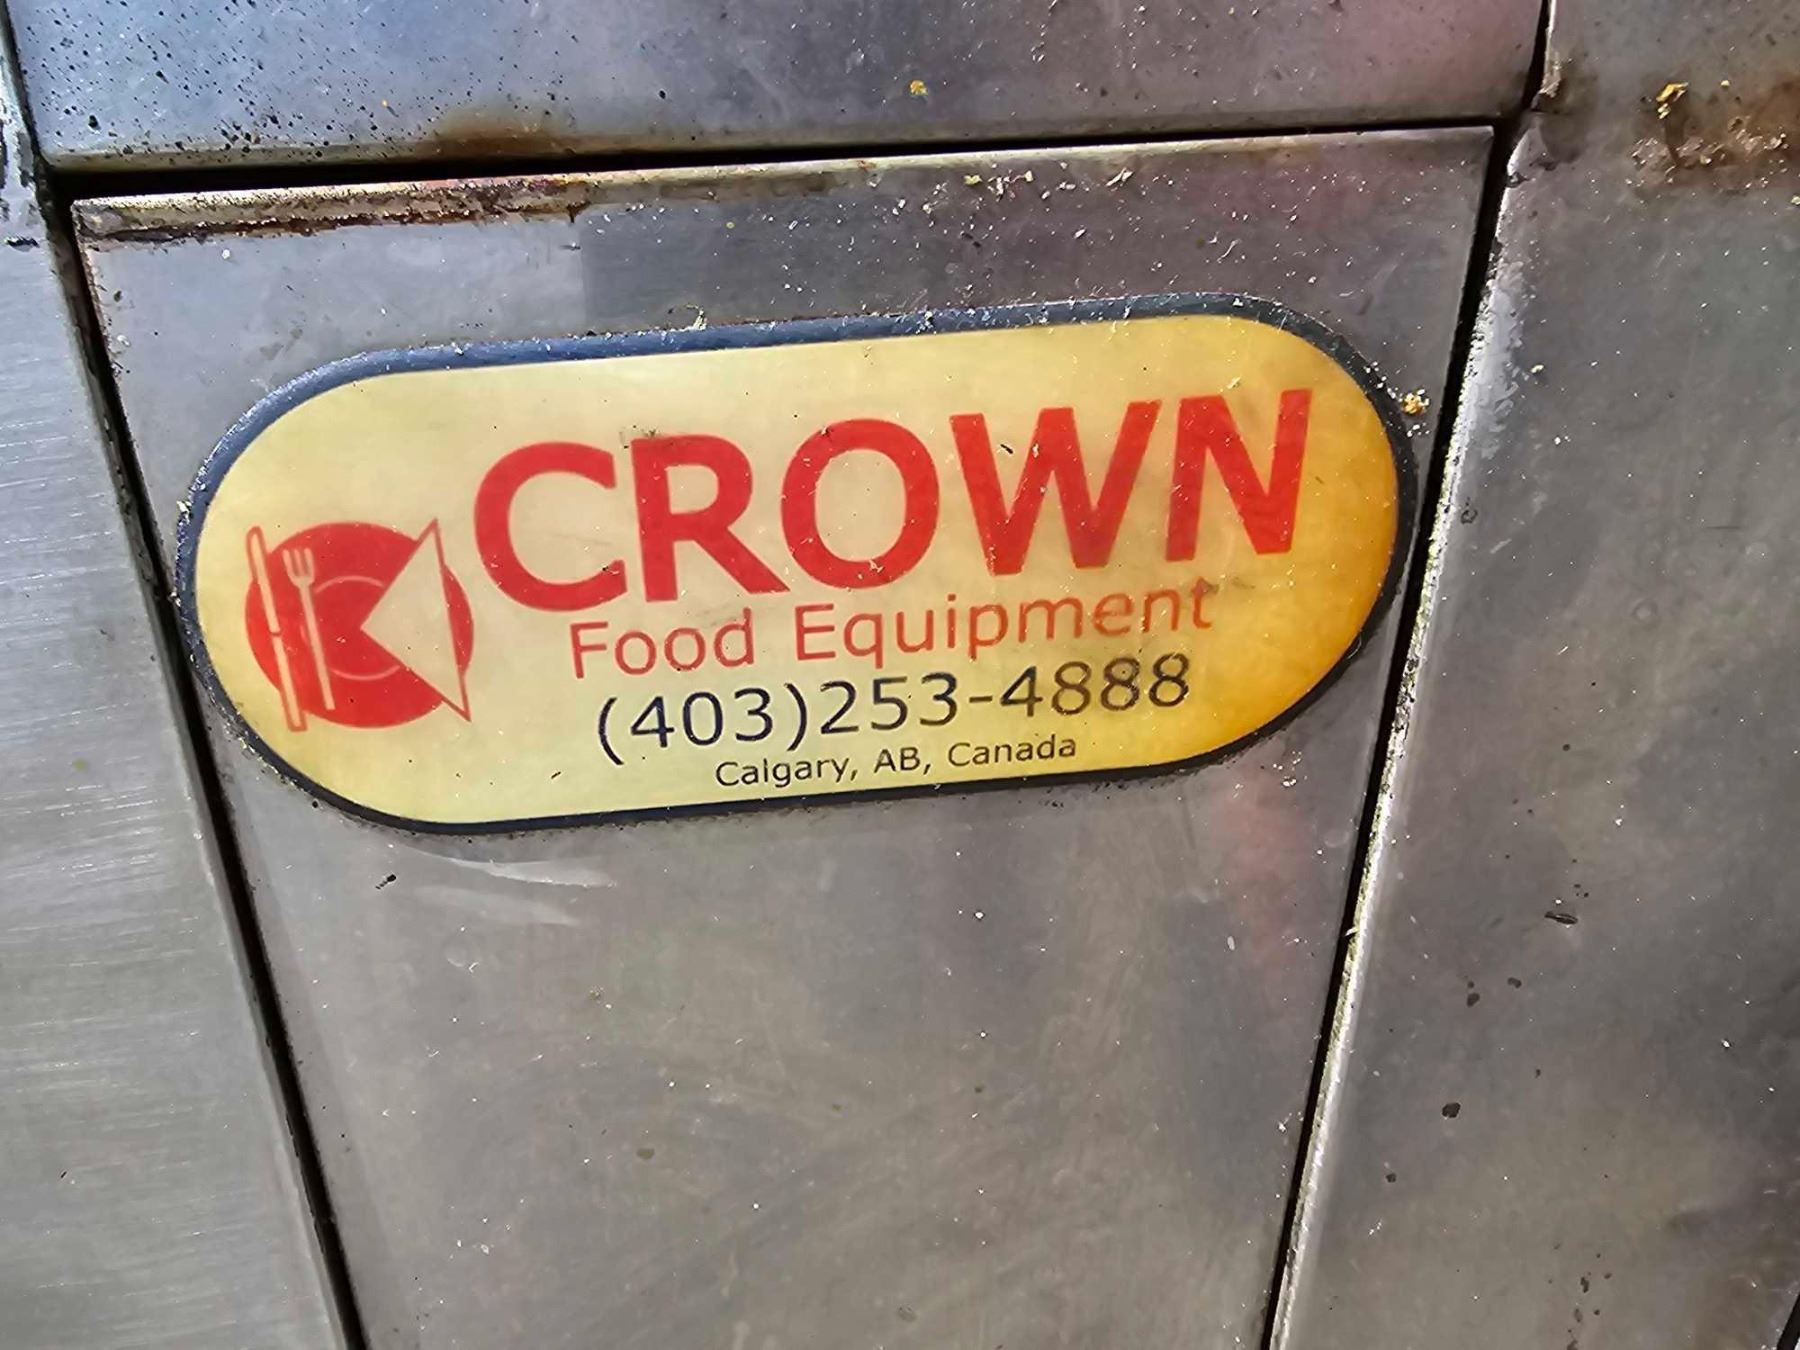 CROWN
Food Equipment
(403)253-4888
Calgary, AB, Canada